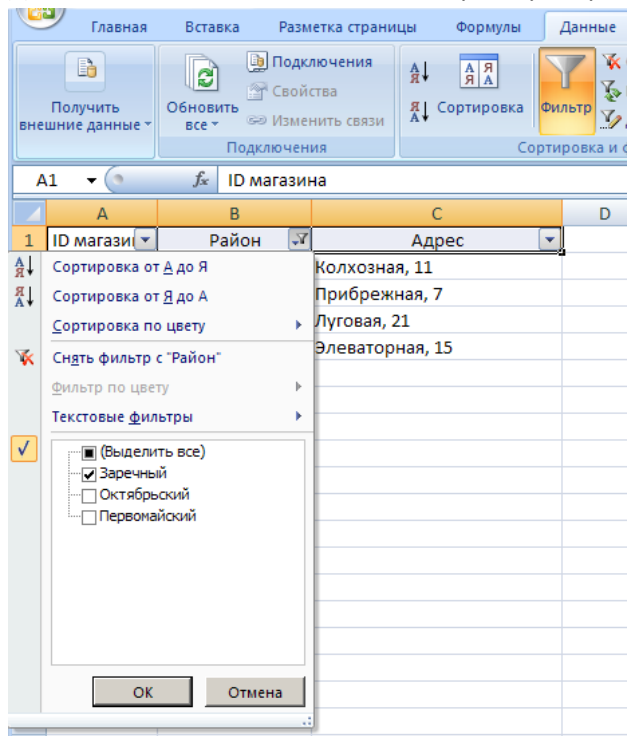 Главная Вставка Разметка страницы Формулы Данные
Получить внешние данные
Обновить все
Подключения
Свойства
Изменить связи
Подключения
Сортировка
Фильтр
A1 fx ID магазина
A B C D
1 ID магази Район Адрес
Сортировка от А до Я
Сортировка от Я до А
Сортировка по цвету
Снять фильтр с "Район"
Фильтр по цвету
Текстовые фильтры
(Выделить все)
Заречный
Октябрьский
Первомайский
ОК Отмена
Колхозная, 11
Прибрежная, 7
Луговая, 21
Элеваторная, 15